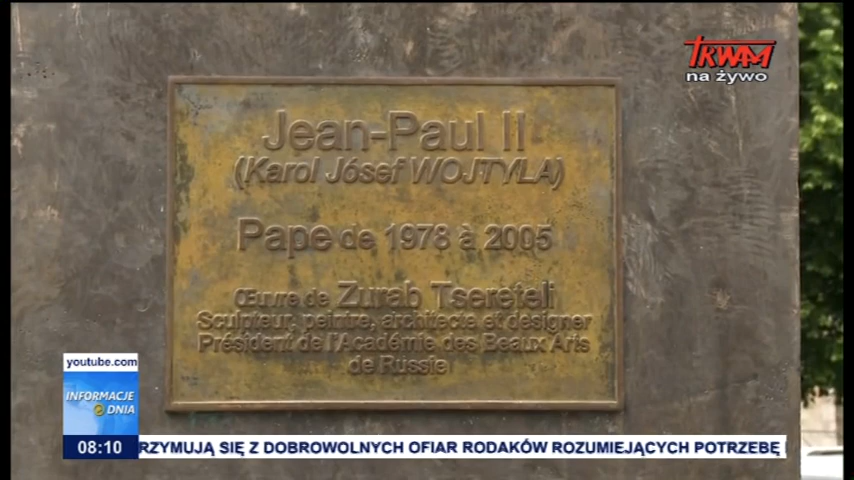 TRWAM
na żywo
Jean-Paul II
(Karol Jósef WOJTYLA)
Pape de 1978 à 2005
Œuvre de Zurab Tsereteli
Sculpteur, peintre, architecte et designer
Président de l'Académie des Beaux Arts
de Russie
youtube.com
INFORMACJE
DNIA
08:10
RZYMUJĄ SIĘ Z DOBROWOLNYCH OFIAR RODAKÓW ROZUMIEJĄCYCH POTRZEBĘ